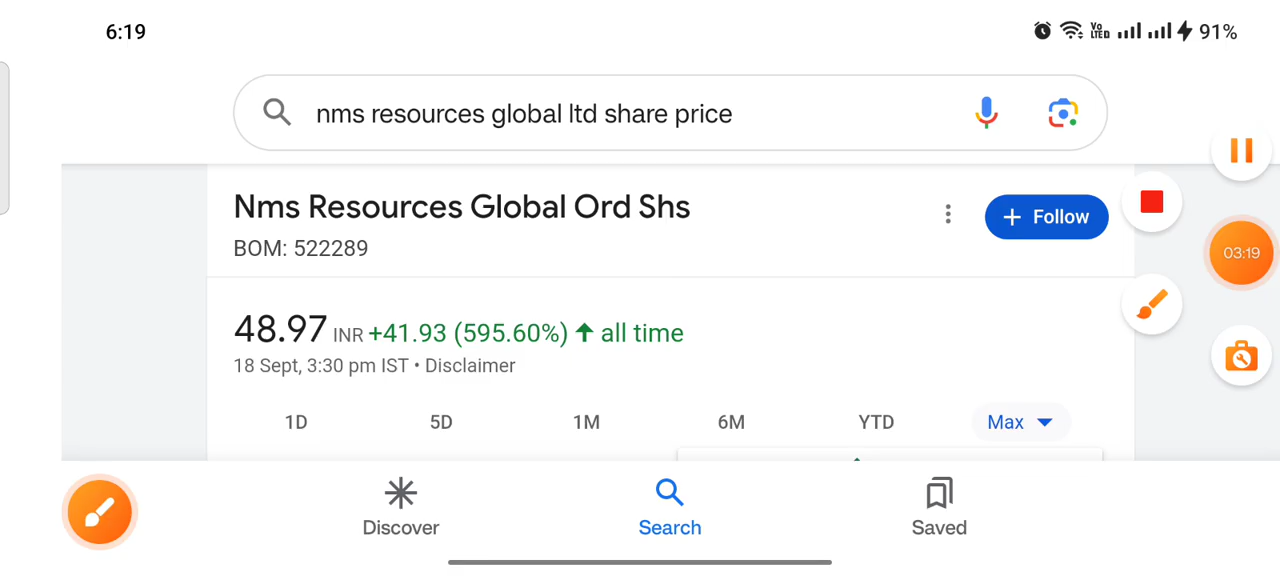 6:19
Vo LTED 91%
nms resources global ltd share price
Nms Resources Global Ord Shs
+ Follow
BOM: 522289
03:19
48.97 INR +41.93 (595.60%) ↑ all time
18 Sept, 3:30 pm IST • Disclaimer
1D 5D 1M 6M YTD Max
Discover Search Saved